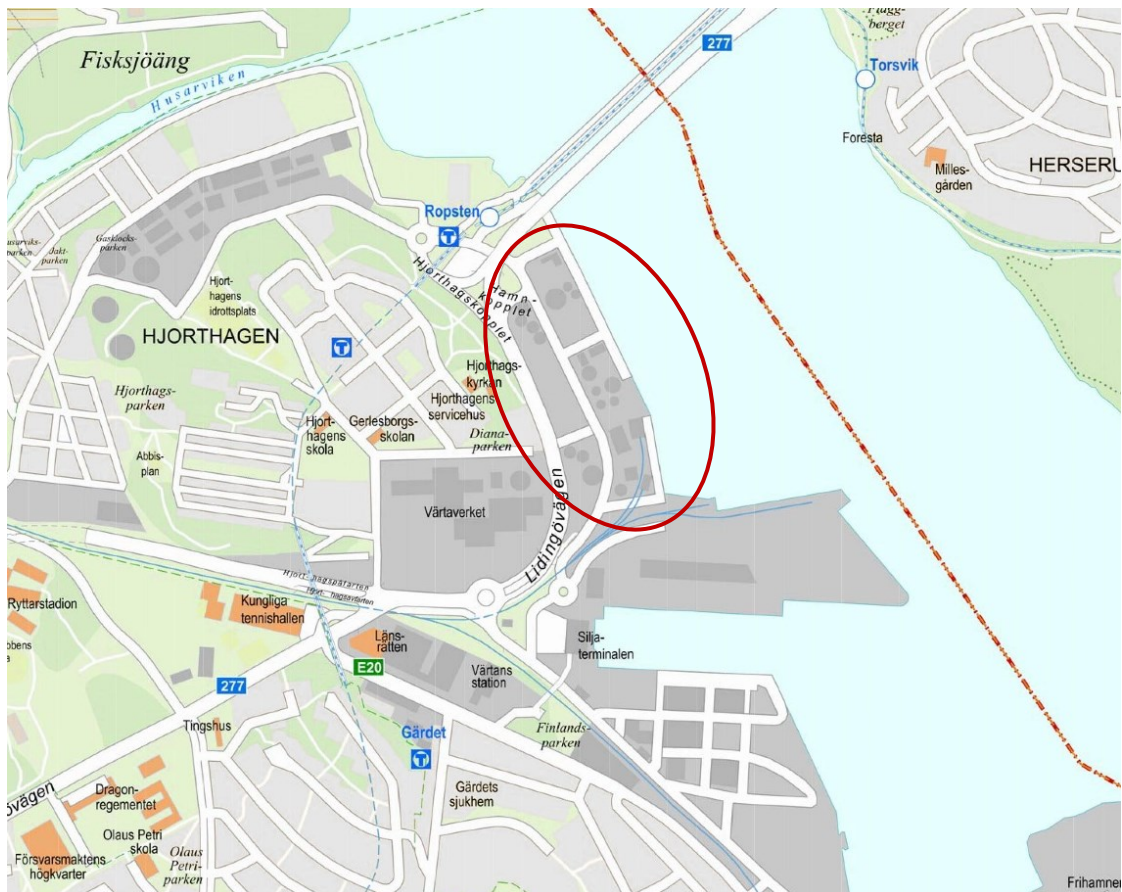 Flagg-
berget
277
Fisksjöäng
Torsvik
Husarviken
Foresta
Milles-
gården
HERSERU
Ropsten
T
Gasklocks-
parken
Jakt-
parken
Hjort-
hagens
idrottsplats
Hjorthagskopplet
Hamn-
kopplet
HJORTHAGEN
T
Hjorthags-
kyrkan
Hjorthagens
servicehus
Hjorthags-
parken
Hjort-
hagens
skola
Gerlesborgs-
skolan
Diana-
parken
Abbis-
plan
Värtaverket
Lidingövägen
Ryttarstadion
Kungliga
tennishallen
Läns-
rätten
E20
Värtans
station
Silja-
terminalen
277
Tingshus
Gärdet
T
Finlands-
parken
Gärdets
sjukhem
Dragon-
regementet
Olaus Petri
skola
Olaus
Petri-
parken
Försvarsmaktens
högkvarter
Frihamnen